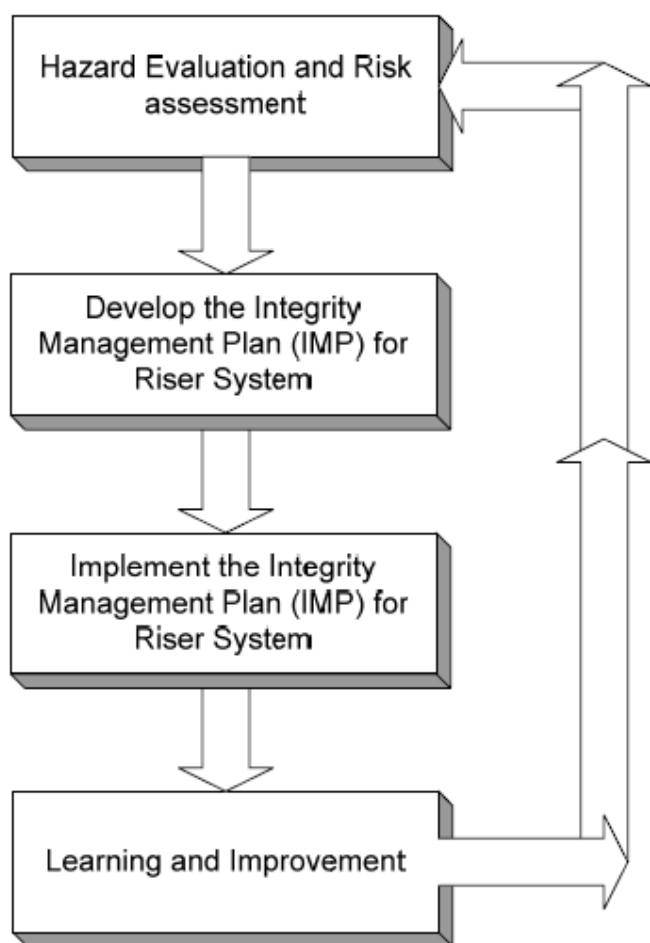 Hazard Evaluation and Risk
assessment
Develop the Integrity
Management Plan (IMP) for
Riser System
Implement the Integrity
Management Plan (IMP) for
Riser System
Learning and Improvement